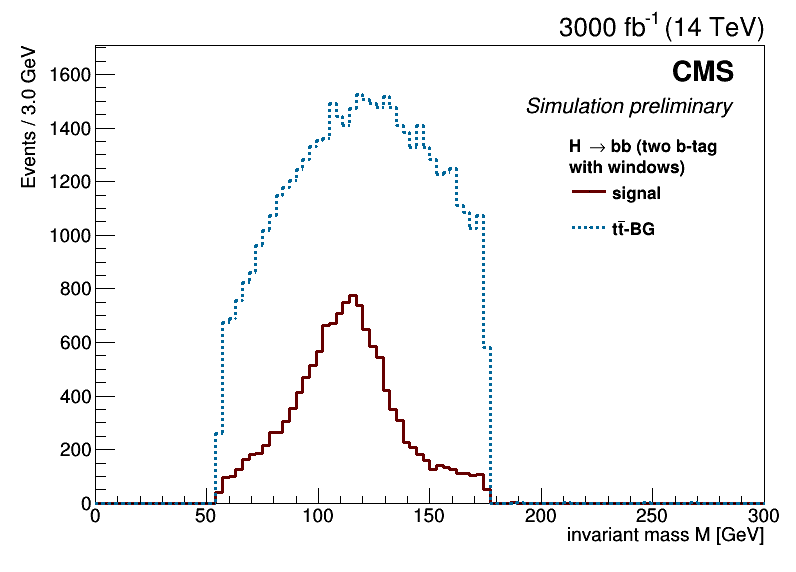 3000 fb-1 (14 TeV)
Events / 3.0 GeV
CMS
Simulation preliminary
H → bb (two b-tag
with windows)
signal
tt̄-BG
1600
1400
1200
1000
800
600
400
200
0
0 50 100 150 200 250 300
invariant mass M [GeV]